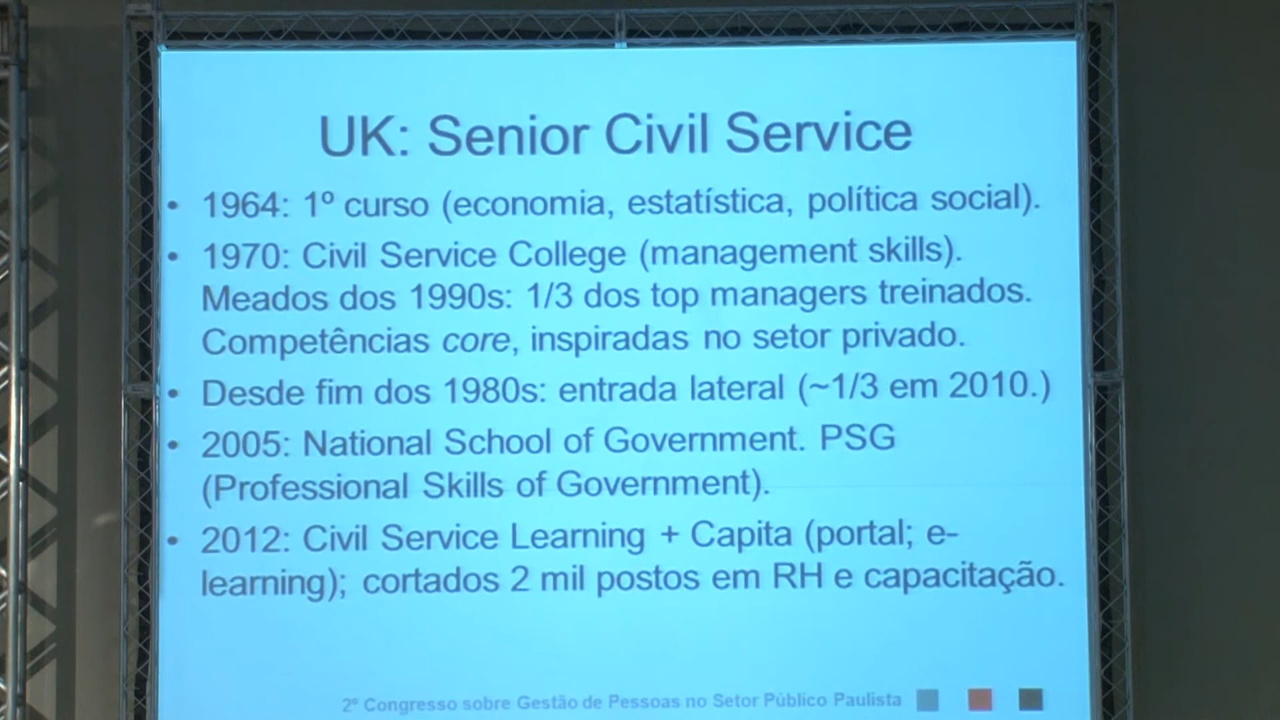 UK: Senior Civil Service
• 1964: 1º curso (economia, estatística, política social).
• 1970: Civil Service College (management skills).
Meados dos 1990s: 1/3 dos top managers treinados.
Competências core, inspiradas no setor privado.
• Desde fim dos 1980s: entrada lateral (~1/3 em 2010.)
• 2005: National School of Government. PSG
(Professional Skills of Government).
• 2012: Civil Service Learning + Capita (portal; e-
learning); cortados 2 mil postos em RH e capacitação.
2º Congresso sobre Gestão de Pessoas no Setor Público Paulista